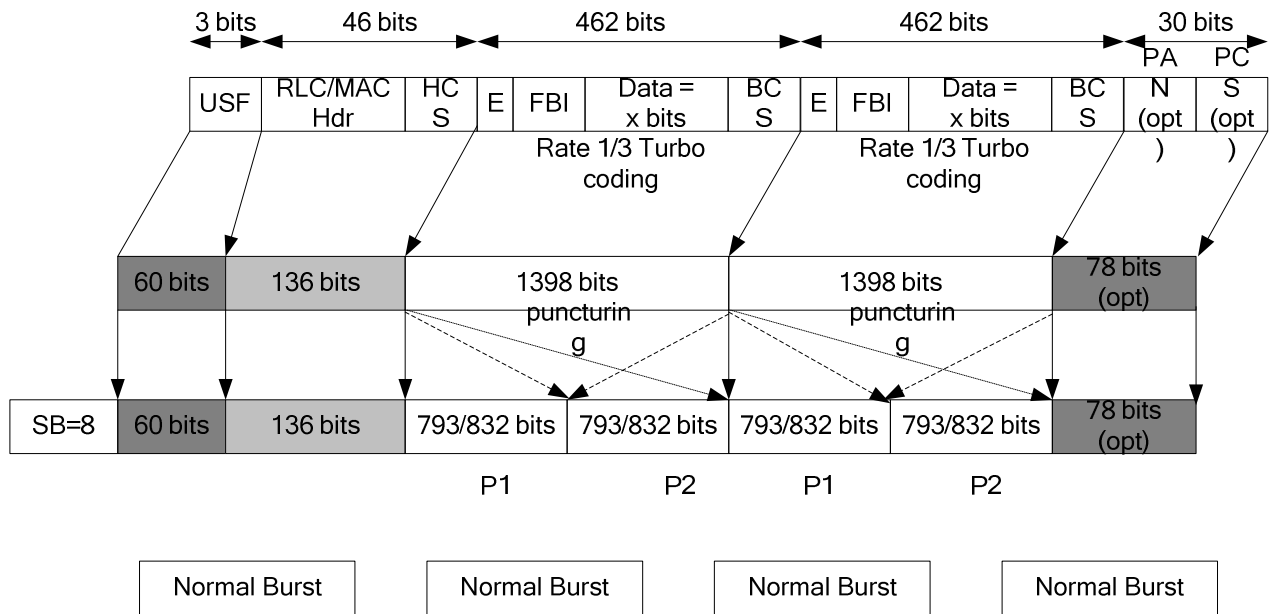 3 bits 46 bits 462 bits 462 bits 30 bits
USF
RLC/MAC
Hdr
HC
S
E
FBI
Data =
x bits
BC
S
E
FBI
Data =
x bits
BC
S
PA
N
(opt
)
PC
S
(opt
)
Rate 1/3 Turbo
coding
Rate 1/3 Turbo
coding
60 bits
136 bits
1398 bits
puncturin
g
1398 bits
puncturin
g
78 bits
(opt)
SB=8
60 bits
136 bits
793/832 bits
793/832 bits
793/832 bits
793/832 bits
78 bits
(opt)
P1 P2 P1 P2
Normal Burst Normal Burst Normal Burst Normal Burst